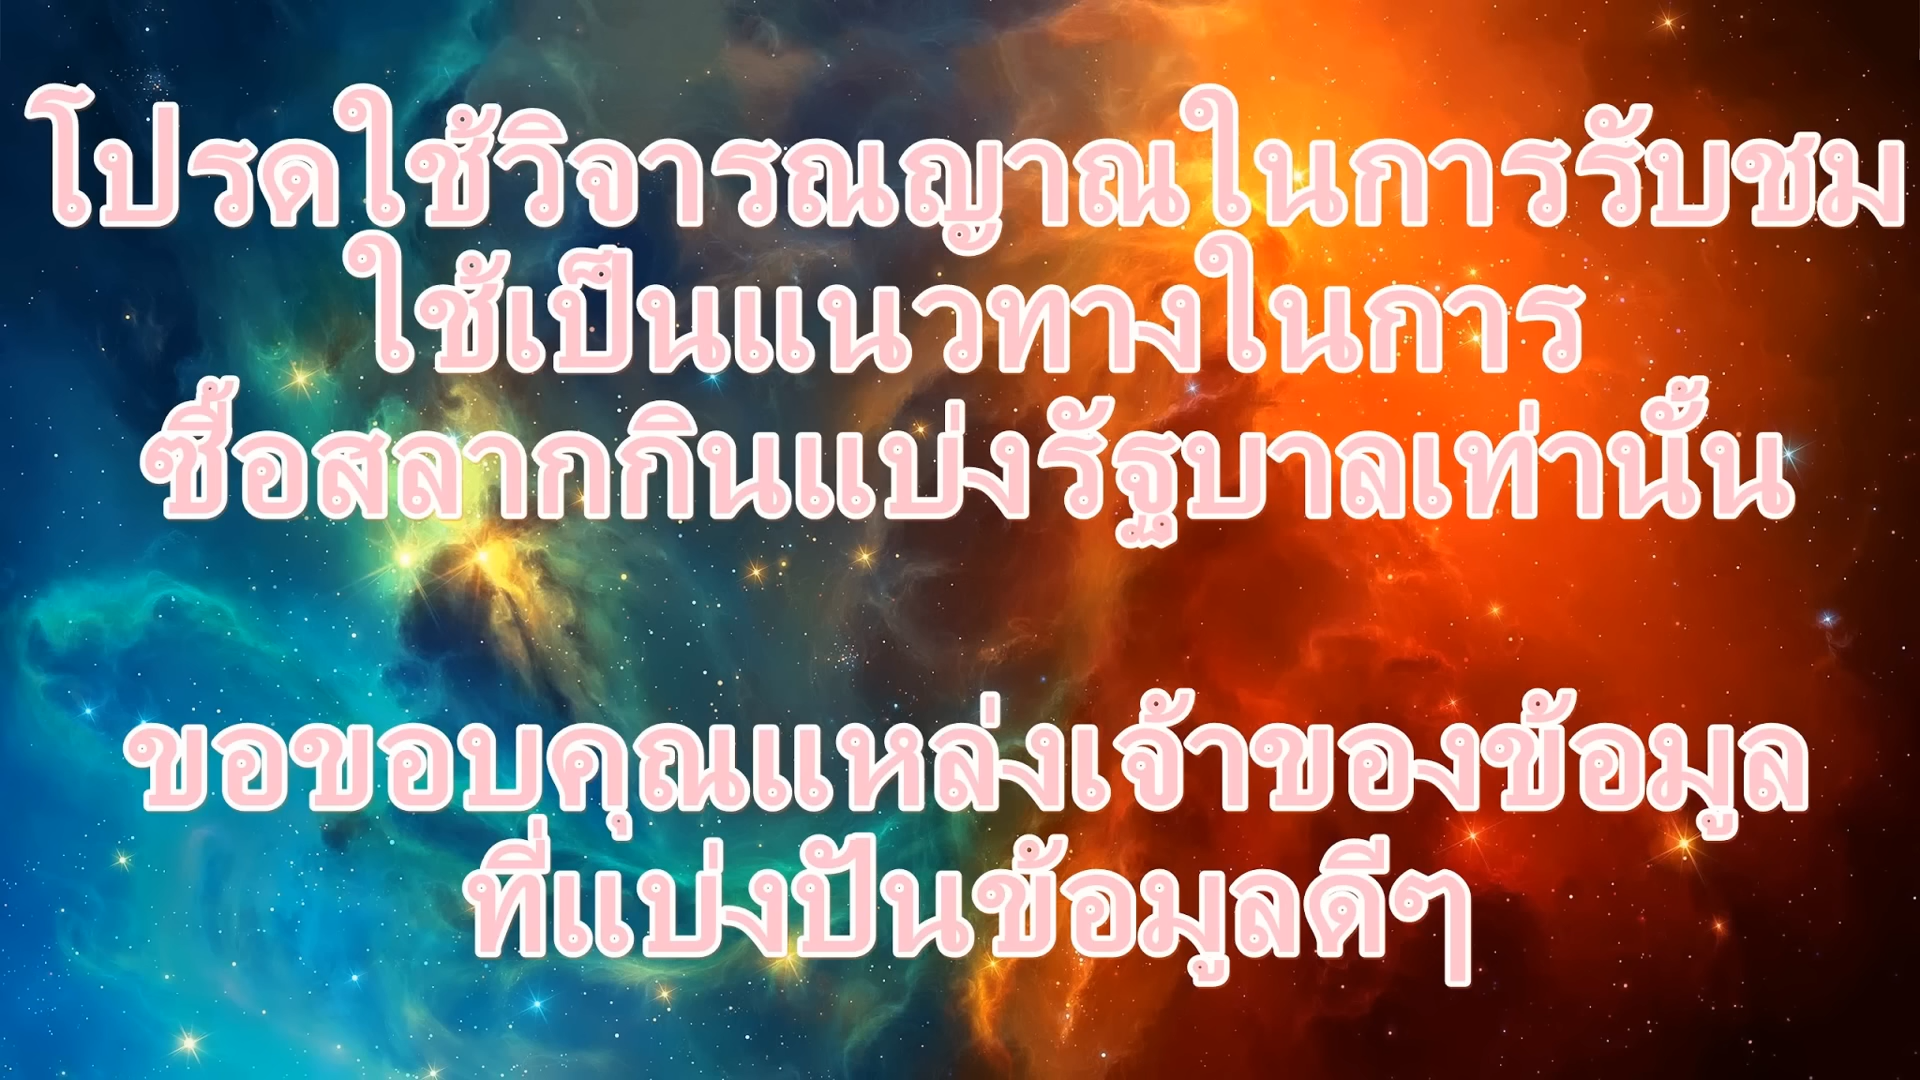 โปรดใช้วิจารณญาณในการรับชม
ใช้เป็นแนวทางในการ
ซื้อสลากกินแบ่งรัฐบาลเท่านั้น
ขอขอบคุณแหล่งเจ้าของข้อมูล
ที่แบ่งปันข้อมูลดีๆ